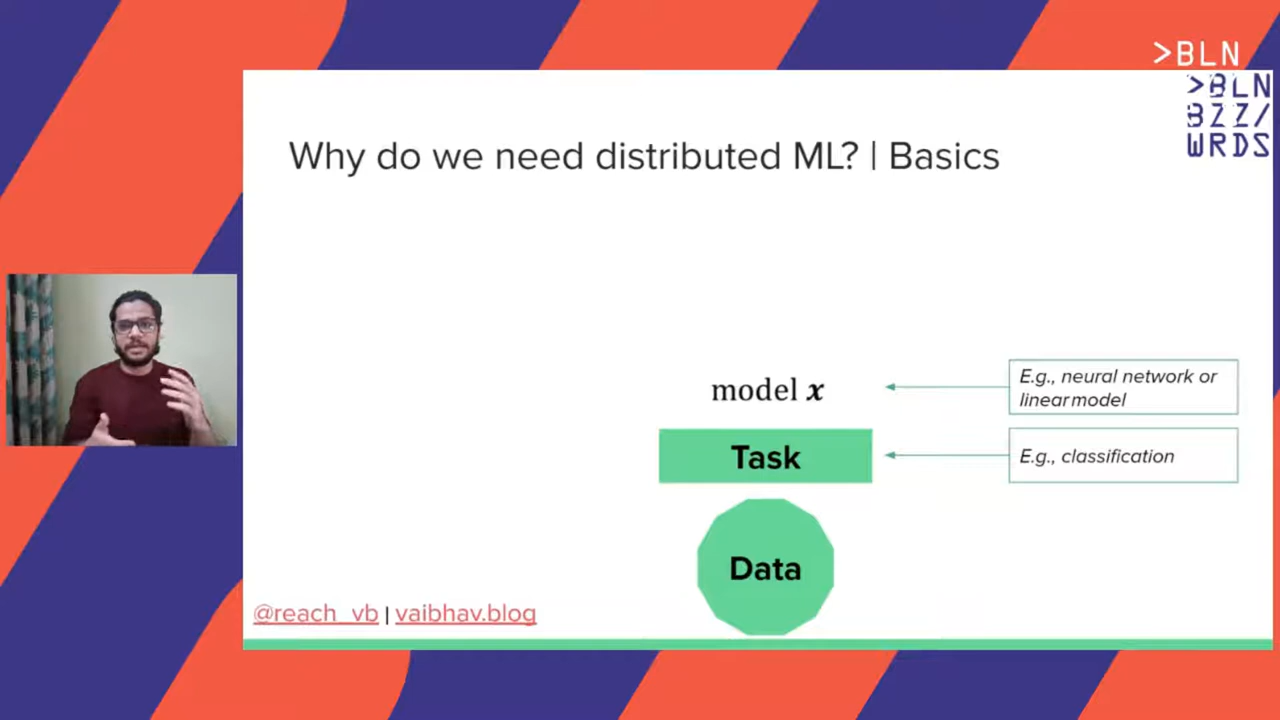 >BLN
>BLN
BZZ/
WRDS
Why do we need distributed ML? | Basics
model x
E.g., neural network or
linear model
Task
E.g., classification
Data
@reach_vb | vaibhav.blog